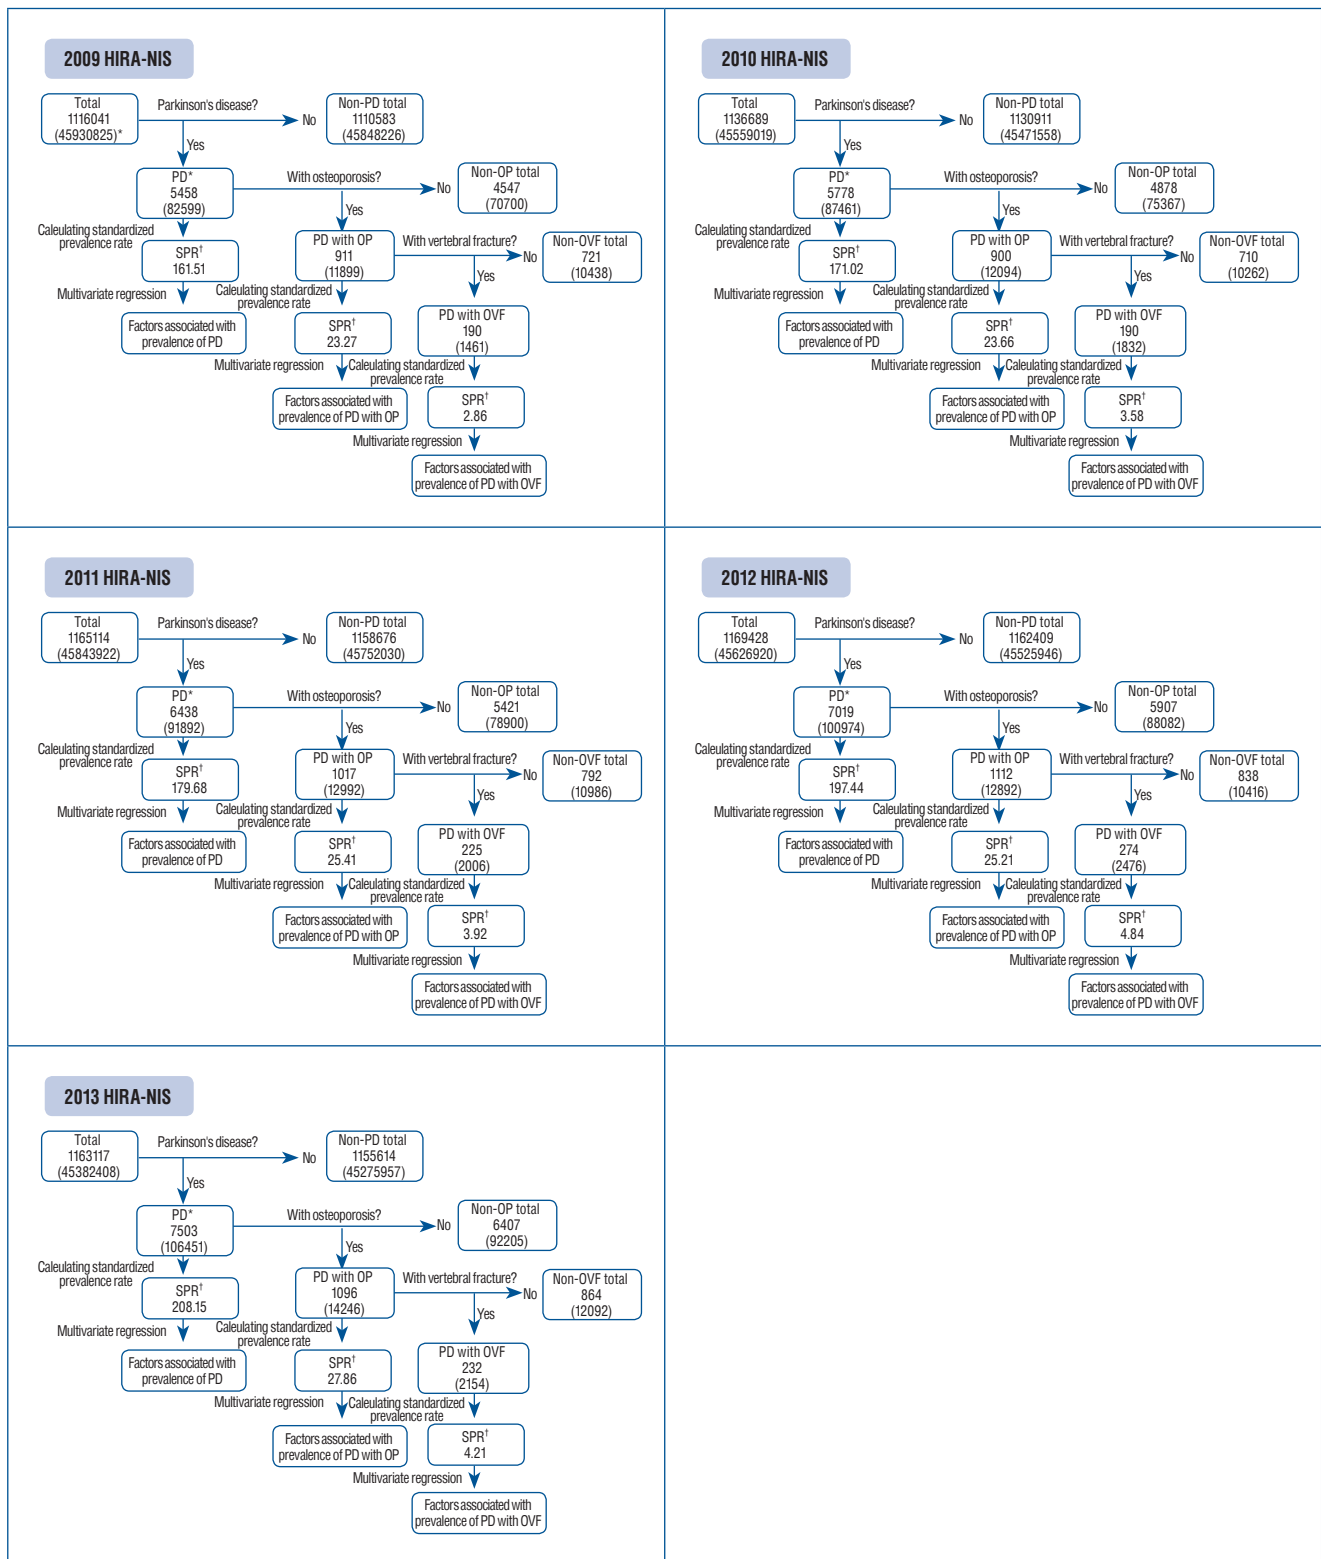 2009 HIRA-NIS
Total
1116041
(45930825)*
Parkinson's disease?
No
Non-PD total
1110583
(45848226)
Yes
PD*
5458
(82599)
With osteoporosis?
No
Non-OP total
4547
(70700)
Yes
Caleulating standardized
prevalence rate
SPR†
161.51
PD with OP
911
(11899)
With vertebral fracture?
No
Non-OVF total
721
(10438)
Yes
Multivariate regression
Caleulating standardized
prevalence rate
Factors associated with
prevalence of PD
SPR†
23.27
PD with OVF
190
(1461)
Multivariate regression
Caleulating standardized
prevalence rate
Factors associated with
prevalence of PD with OP
SPR†
2.86
Multivariate regression
Factors associated with
prevalence of PD with OVF
2010 HIRA-NIS
Total
1136689
(45559019)
Parkinson's disease?
No
Non-PD total
1130911
(45471558)
Yes
PD*
5778
(87461)
With osteoporosis?
No
Non-OP total
4878
(75367)
Yes
Caleulating standardized
prevalence rate
SPR†
171.02
PD with OP
900
(12094)
With vertebral fracture?
No
Non-OVF total
710
(10262)
Yes
Multivariate regression
Caleulating standardized
prevalence rate
Factors associated with
prevalence of PD
SPR†
23.66
PD with OVF
190
(1832)
Multivariate regression
Caleulating standardized
prevalence rate
Factors associated with
prevalence of PD with OP
SPR†
3.58
Multivariate regression
Factors associated with
prevalence of PD with OVF
2011 HIRA-NIS
Total
1165114
(45843922)
Parkinson's disease?
No
Non-PD total
1158676
(45752030)
Yes
PD*
6438
(91892)
With osteoporosis?
No
Non-OP total
5421
(78900)
Yes
Caleulating standardized
prevalence rate
SPR†
179.68
PD with OP
1017
(12992)
With vertebral fracture?
No
Non-OVF total
792
(10986)
Yes
Multivariate regression
Caleulating standardized
prevalence rate
Factors associated with
prevalence of PD
SPR†
25.41
PD with OVF
225
(2006)
Multivariate regression
Caleulating standardized
prevalence rate
Factors associated with
prevalence of PD with OP
SPR†
3.92
Multivariate regression
Factors associated with
prevalence of PD with OVF
2012 HIRA-NIS
Total
1169428
(45626920)
Parkinson's disease?
No
Non-PD total
1162409
(45525946)
Yes
PD*
7019
(100974)
With osteoporosis?
No
Non-OP total
5907
(88082)
Yes
Caleulating standardized
prevalence rate
SPR†
197.44
PD with OP
1112
(12892)
With vertebral fracture?
No
Non-OVF total
838
(10416)
Yes
Multivariate regression
Caleulating standardized
prevalence rate
Factors associated with
prevalence of PD
SPR†
25.21
PD with OVF
274
(2476)
Multivariate regression
Caleulating standardized
prevalence rate
Factors associated with
prevalence of PD with OP
SPR†
4.84
Multivariate regression
Factors associated with
prevalence of PD with OVF
2013 HIRA-NIS
Total
1163117
(45382408)
Parkinson's disease?
No
Non-PD total
1155614
(45275957)
Yes
PD*
7503
(106451)
With osteoporosis?
No
Non-OP total
6407
(92205)
Yes
Caleulating standardized
prevalence rate
SPR†
208.15
PD with OP
1096
(14246)
With vertebral fracture?
No
Non-OVF total
864
(12092)
Yes
Multivariate regression
Caleulating standardized
prevalence rate
Factors associated with
prevalence of PD
SPR†
27.86
PD with OVF
232
(2154)
Multivariate regression
Caleulating standardized
prevalence rate
Factors associated with
prevalence of PD with OP
SPR†
4.21
Multivariate regression
Factors associated with
prevalence of PD with OVF